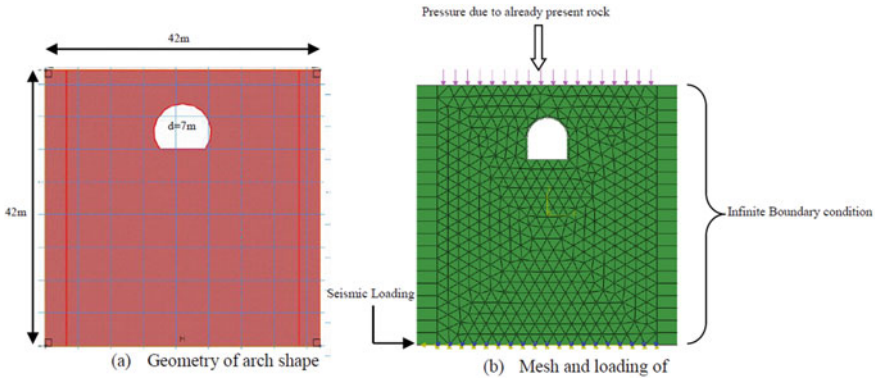 Pressure due to already present rock
42m
d=7m
42m
Infinite Boundary condition
Seismic Loading
(a) Geometry of arch shape
(b) Mesh and loading of